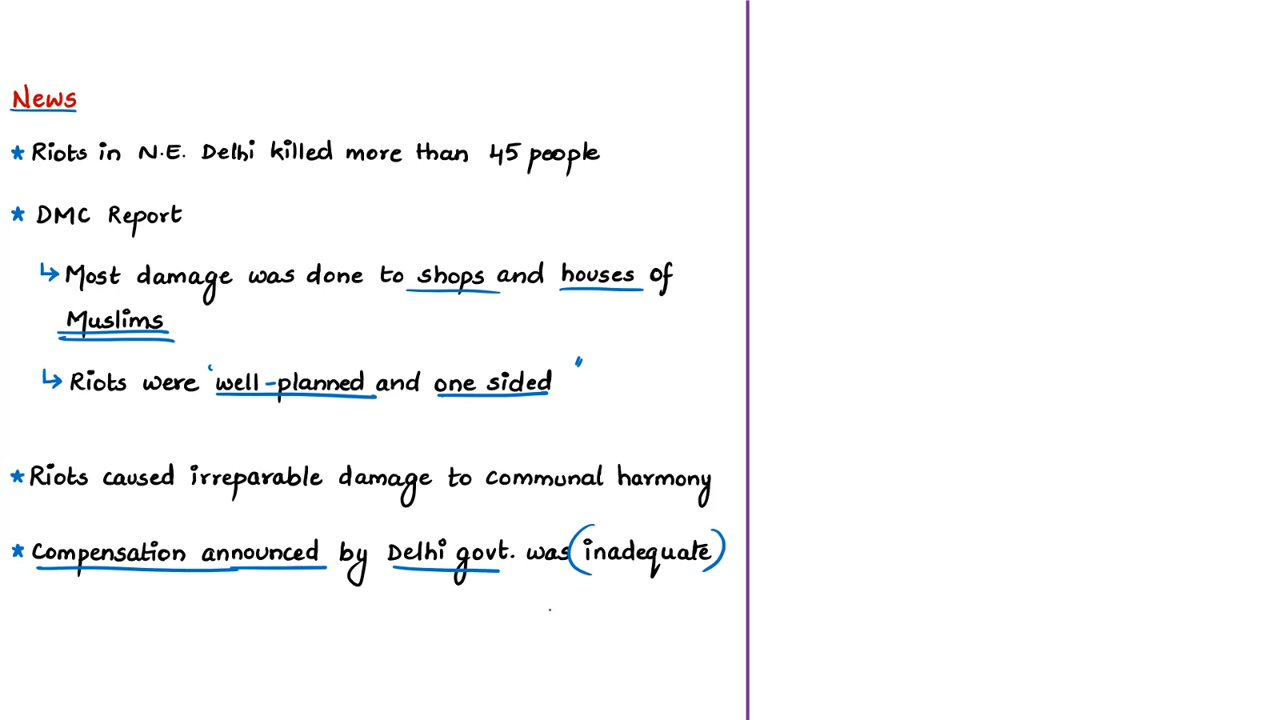 News
* Riots in N.E. Delhi killed more than 45 people
* DMC Report
↳ Most damage was done to shops and houses of
Muslims
↳ Riots were 'well-planned and one sided"
* Riots caused irreparable damage to communal harmony
* Compensation announced by Delhi govt. was (inadequate)